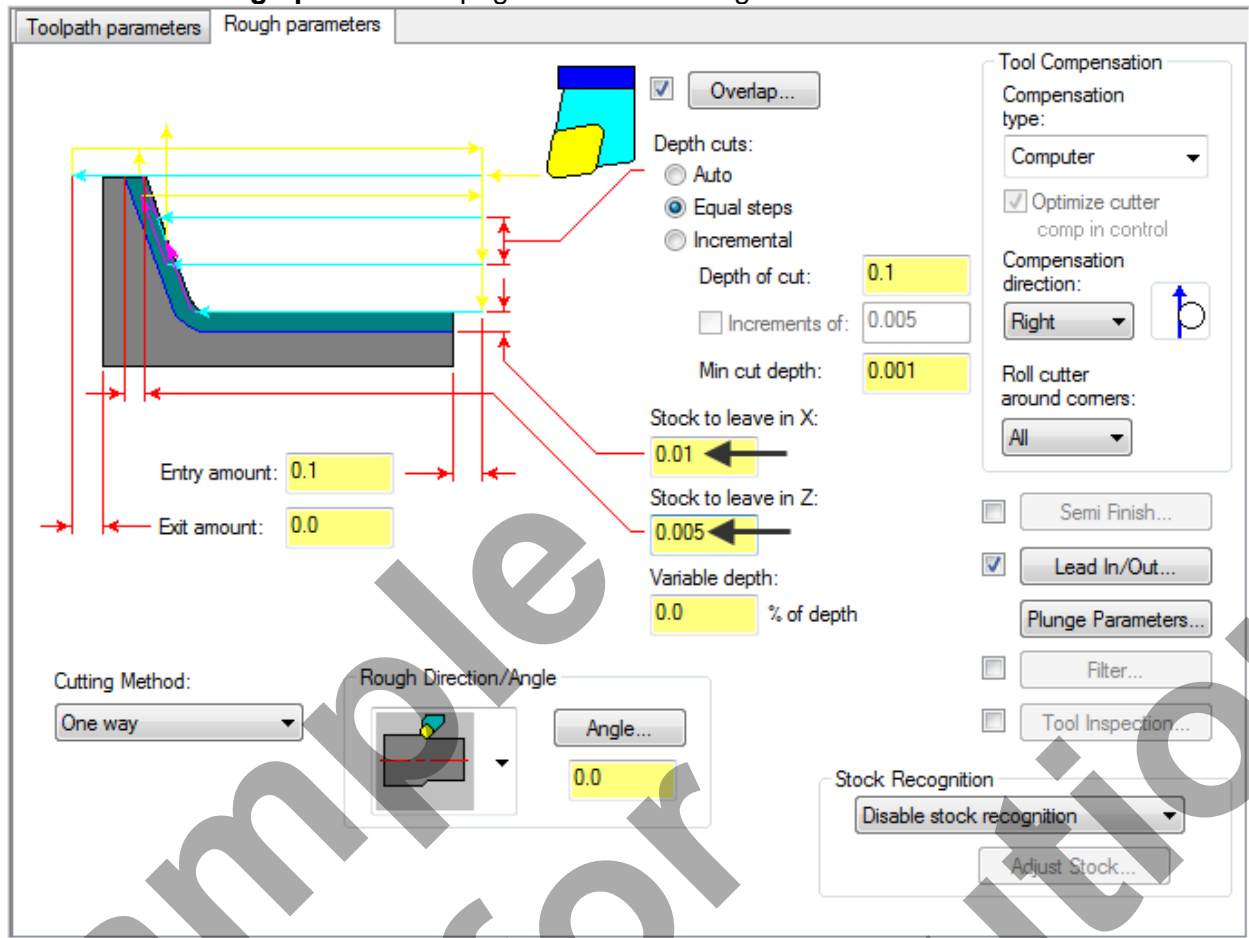 Toolpath parameters Rough parameters
Overlap...
Depth cuts:
Auto
Equal steps
Incremental
Depth of cut: 0.1
Increments of: 0.005
Min cut depth: 0.001
Stock to leave in X:
0.01
Stock to leave in Z:
0.005
Variable depth:
0.0 % of depth
Entry amount: 0.1
Exit amount: 0.0
Tool Compensation
Compensation
type:
Computer
Optimize cutter
comp in control
Compensation
direction:
Right
Roll cutter
around corners:
All
Semi Finish...
Lead In/Out...
Plunge Parameters...
Filter...
Tool Inspection...
Cutting Method:
One way
Rough Direction/Angle
Angle...
0.0
Stock Recognition
Disable stock recognition
Adjust Stock...
for